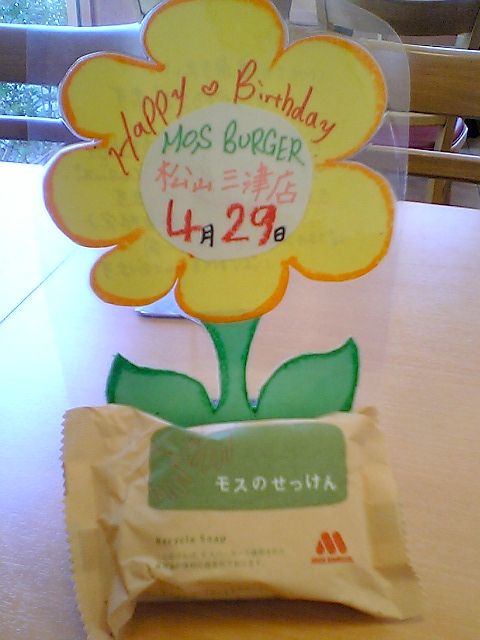 Happy ♡ Birthday
MOS BURGER
松山三津店
4月29日
モスのせっけん
Recycle Soap